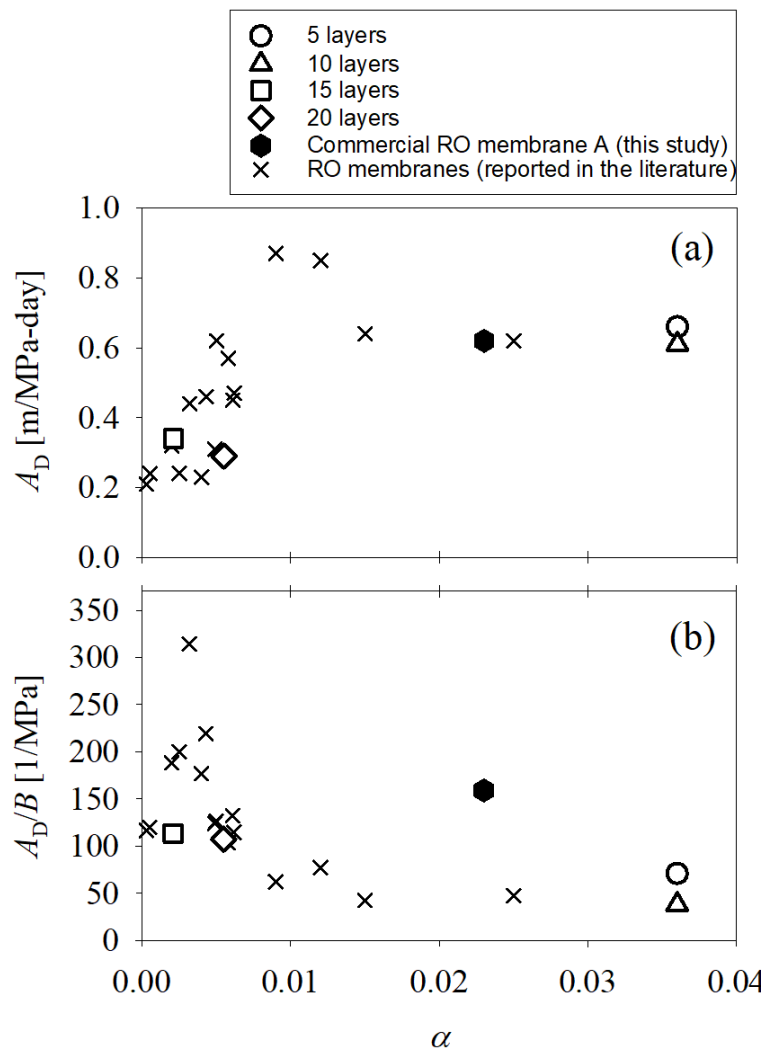 5 layers
10 layers
15 layers
20 layers
Commercial RO membrane A (this study)
RO membranes (reported in the literature)
1.0
(a)
0.8
0.6
0.4
0.2
0.0
A_D [m/MPa-day]
350
(b)
300
250
200
150
100
50
0
A_D/B [1/MPa]
0.00 0.01 0.02 0.03 0.04
α